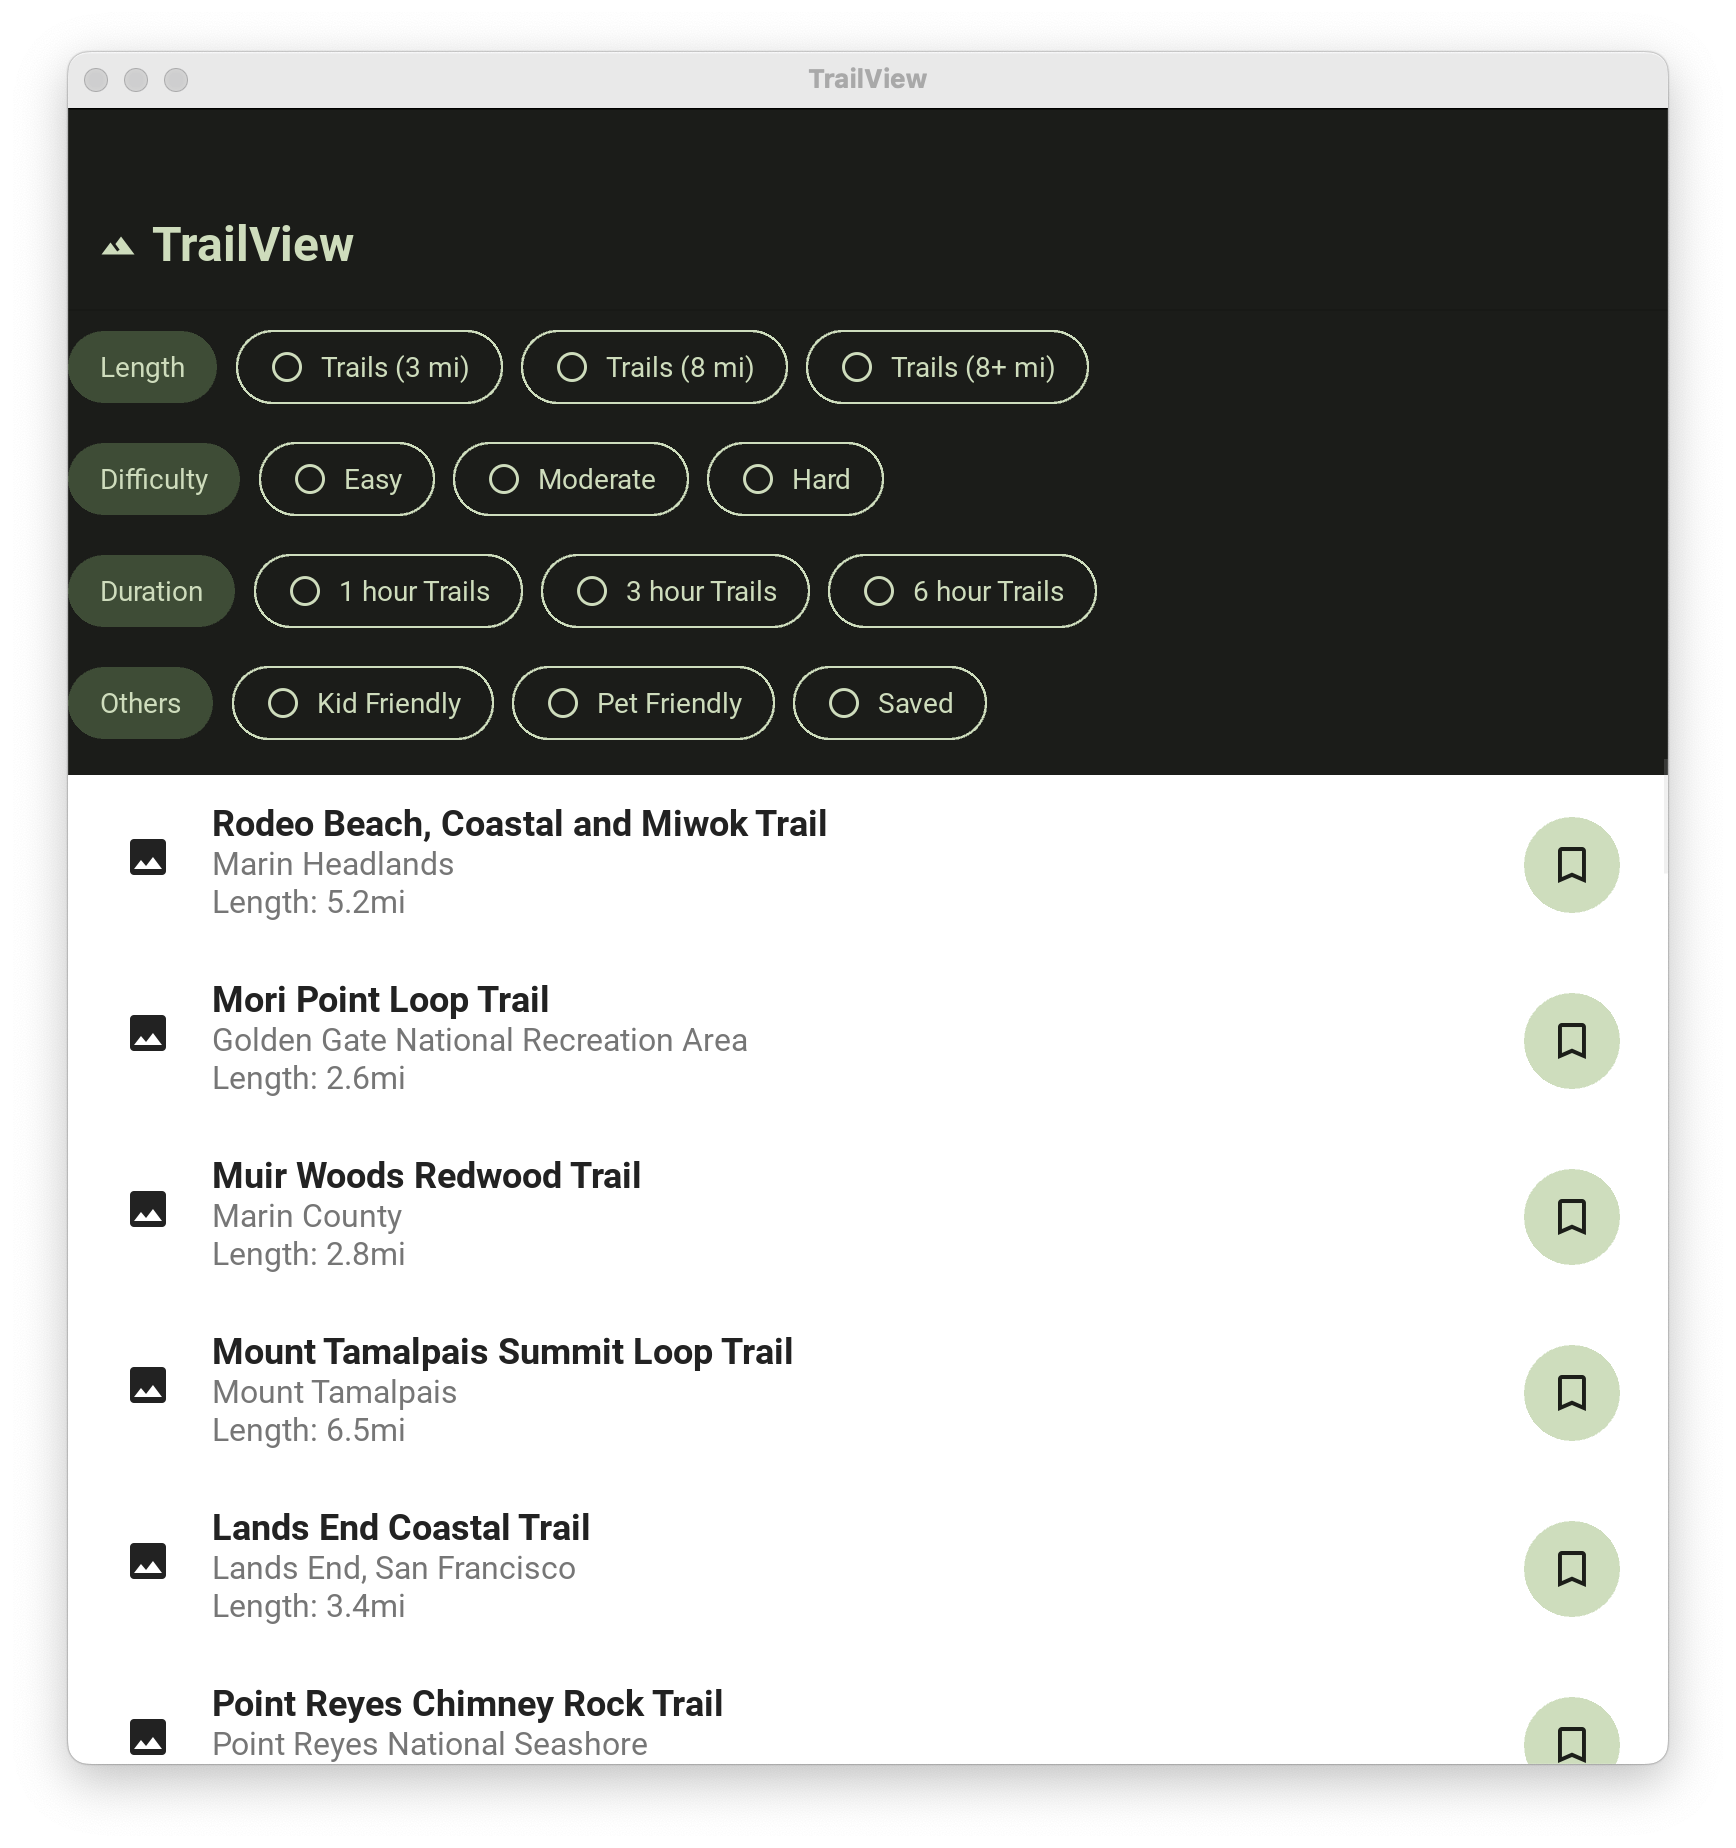 TrailView
TrailView
Length Trails (3 mi) Trails (8 mi) Trails (8+ mi)
Difficulty Easy Moderate Hard
Duration 1 hour Trails 3 hour Trails 6 hour Trails
Others Kid Friendly Pet Friendly Saved
Rodeo Beach, Coastal and Miwok Trail
Marin Headlands
Length: 5.2mi
Mori Point Loop Trail
Golden Gate National Recreation Area
Length: 2.6mi
Muir Woods Redwood Trail
Marin County
Length: 2.8mi
Mount Tamalpais Summit Loop Trail
Mount Tamalpais
Length: 6.5mi
Lands End Coastal Trail
Lands End, San Francisco
Length: 3.4mi
Point Reyes Chimney Rock Trail
Point Reyes National Seashore